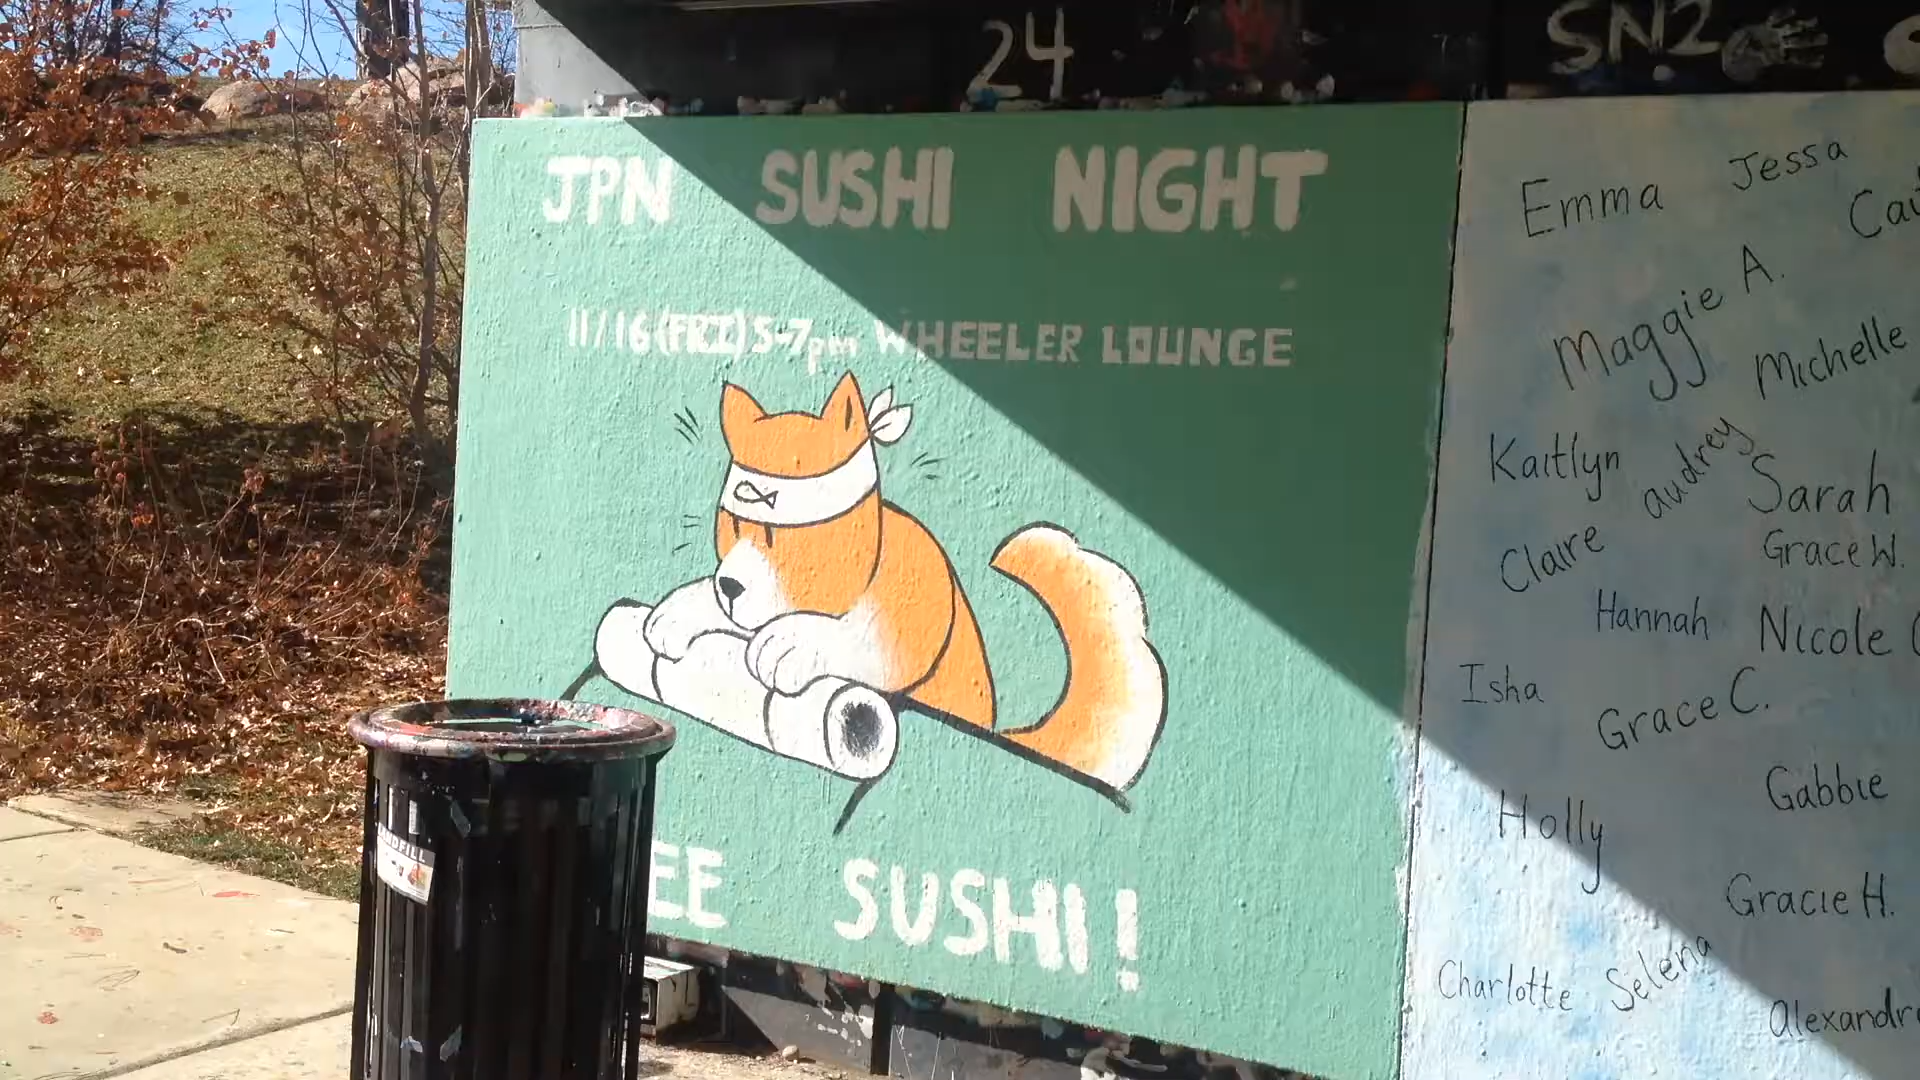 24
SN2
JPN SUSHI NIGHT
11/16 (FRI) 5-7pm WHEELER LOUNGE
EE SUSHI!
Emma
Jessa
Maggie A.
Michelle
Kaitlyn
audrey
Sarah
Claire
Grace W.
Hannah
Nicole
Isha
Grace C.
Gabbie
Holly
Gracie H.
Charlotte
Selena